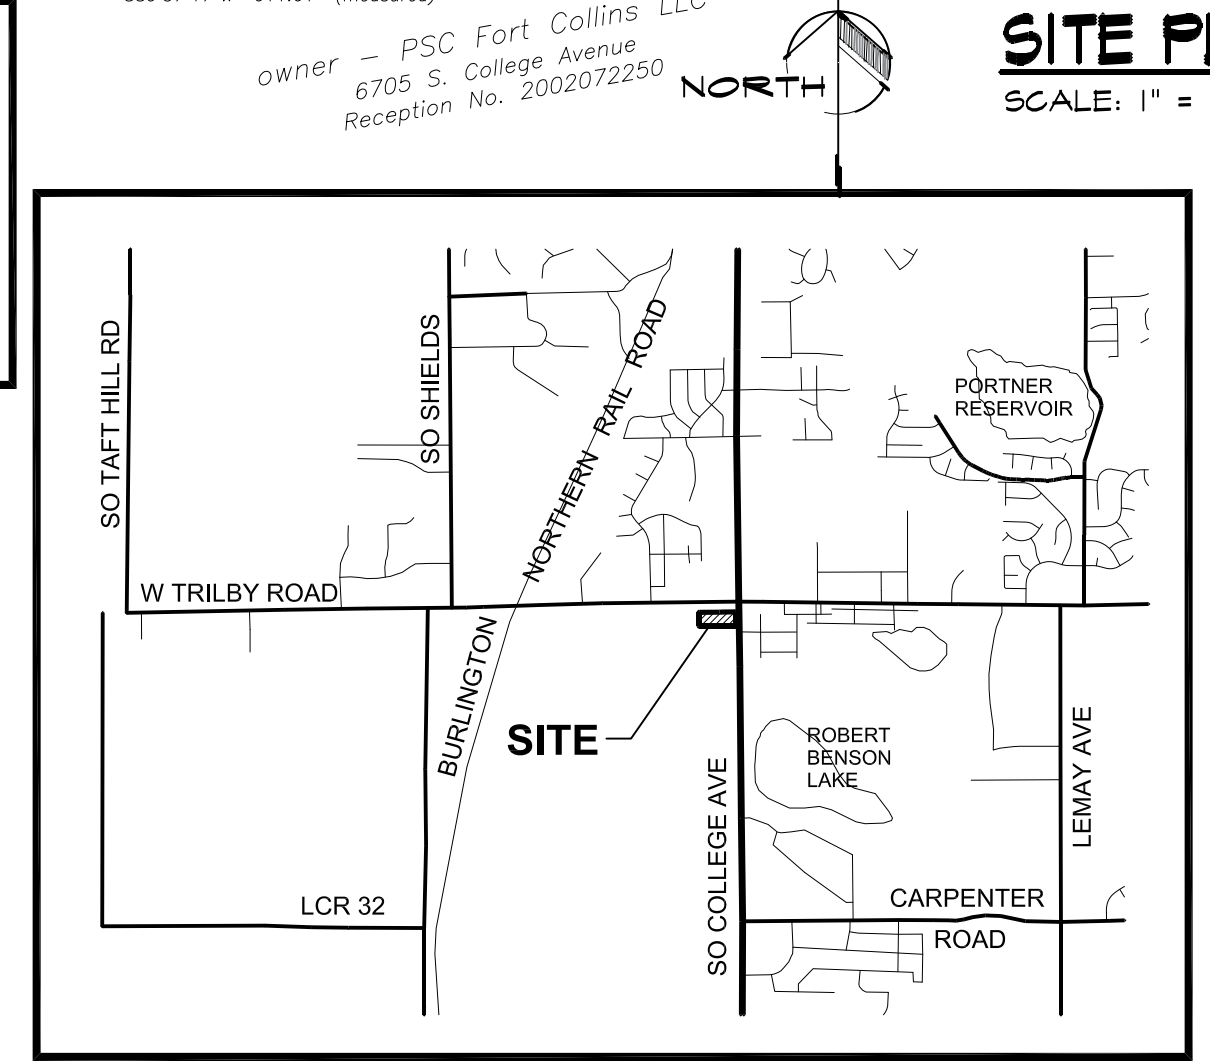 owner – PSC Fort Collins LLC
6705 S. College Avenue
Reception No. 2002072250
NORTH
SITE
SCALE: 1" =
SO TAFT HILL RD
SO SHIELDS
NORTHERN RAIL ROAD
PORTNER
RESERVOIR
W TRILBY ROAD
BURLINGTON
SITE
ROBERT
BENSON
LAKE
SO COLLEGE AVE
LEMAY AVE
LCR 32
CARPENTER
ROAD